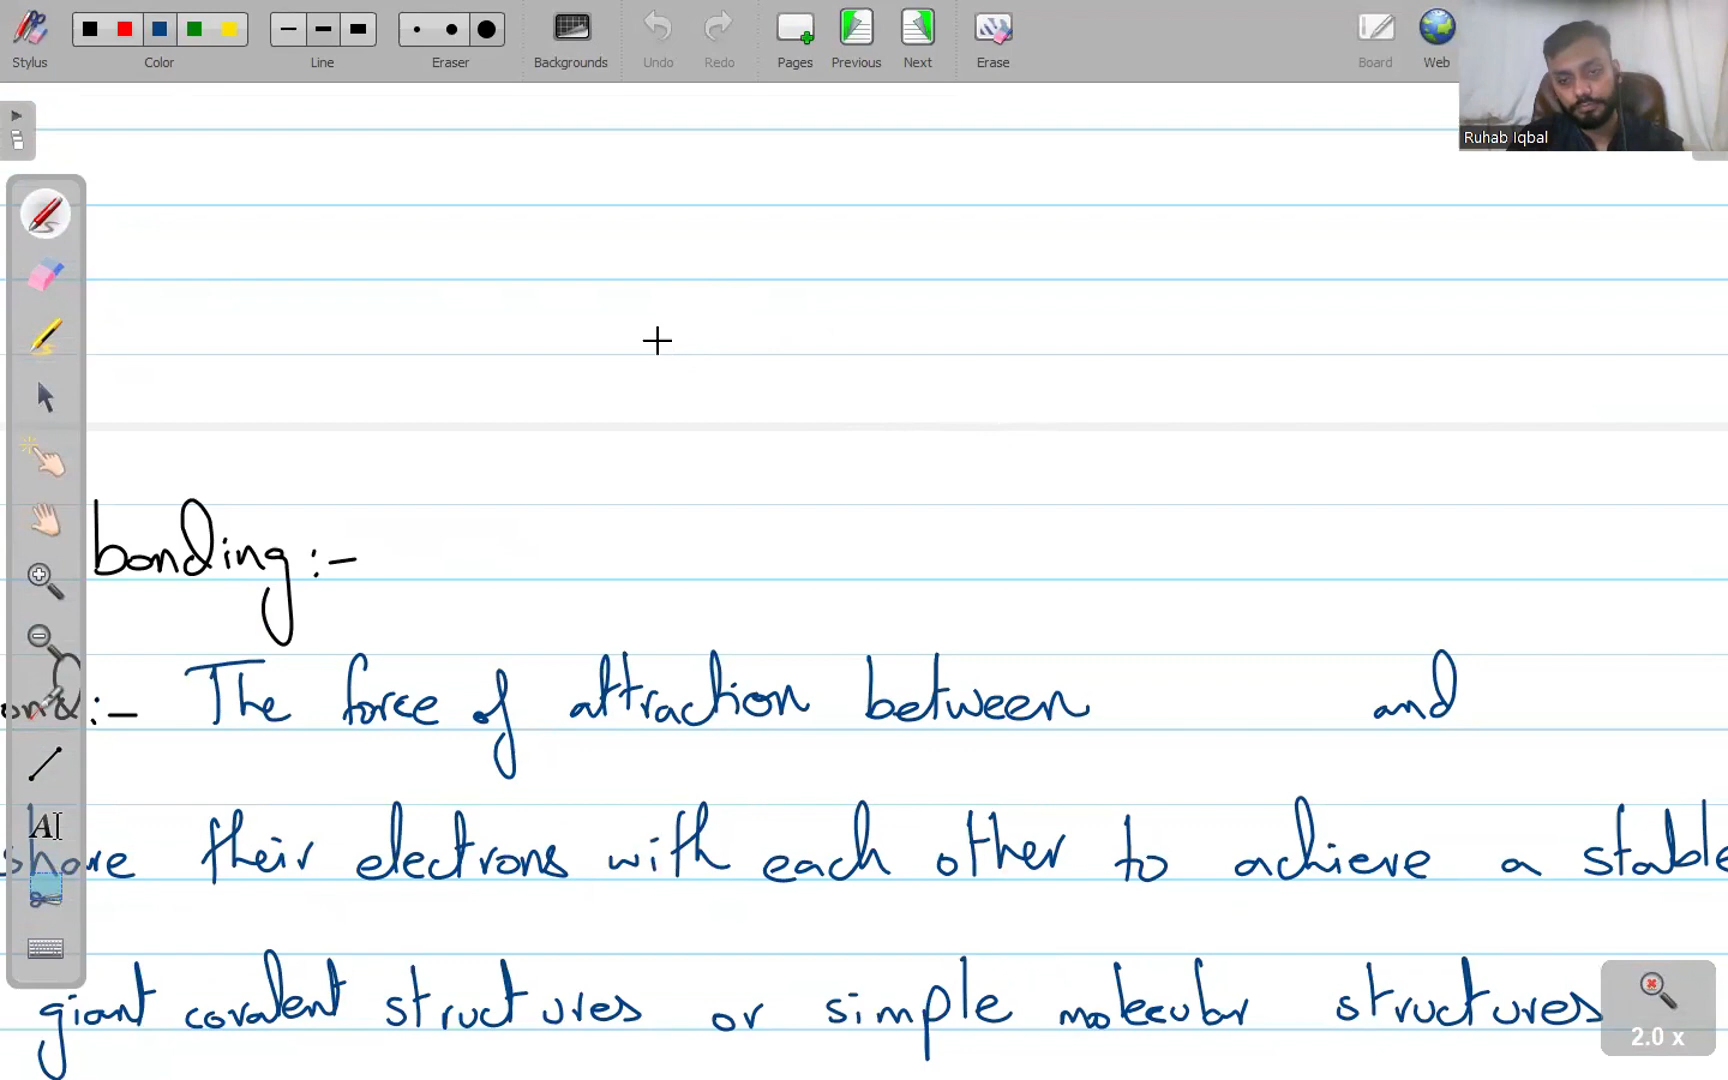 Stylus Color Line Eraser Backgrounds Undo Redo Pages Previous Next Erase Board Web
Ruhab Iqbal
bonding:-
ond:- The force of attraction between and
share their electrons with each other to achieve a stable
giant covalent structures or simple molecular structures
2.0 x